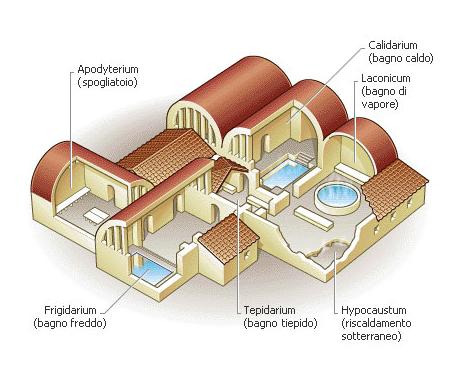 Calidarium
(bagno caldo)
Apodyterium
(spogliatoio)
Laconicum
(bagno di
vapore)
Frigidarium
(bagno freddo)
Tepidarium
(bagno tiepido)
Hypocaustum
(riscaldamento
sotterraneo)